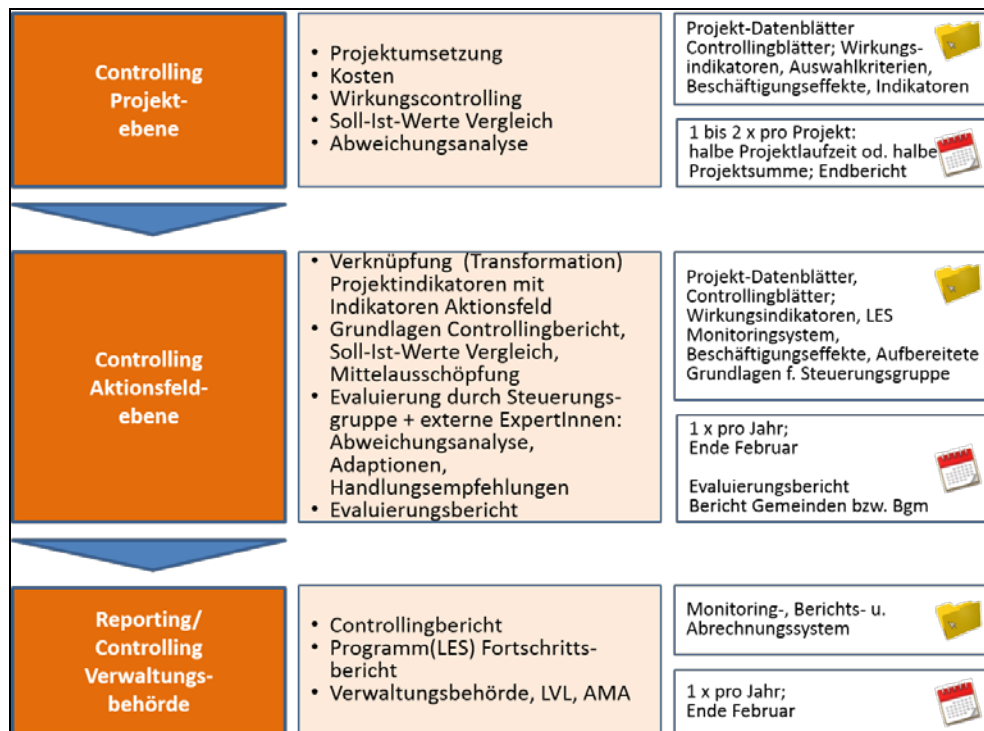 Controlling
Projekt-
ebene
• Projektumsetzung
• Kosten
• Wirkungscontrolling
• Soll-Ist-Werte Vergleich
• Abweichungsanalyse
Projekt-Datenblätter
Controllingblätter; Wirkungs-
indikatoren, Auswahlkriterien,
Beschäftigungseffekte, Indikatoren
1 bis 2 x pro Projekt:
halbe Projektlaufzeit od. halbe
Projektsumme; Endbericht
Controlling
Aktionsfeld-
ebene
• Verknüpfung (Transformation)
Projektindikatoren mit
Indikatoren Aktionsfeld
• Grundlagen Controllingbericht,
Soll-Ist-Werte Vergleich,
Mittelausschöpfung
• Evaluierung durch Steuerungs-
gruppe + externe ExpertInnen:
Abweichungsanalyse,
Adaptionen,
Handlungsempfehlungen
• Evaluierungsbericht
Projekt-Datenblätter,
Controllingblätter;
Wirkungsindikatoren, LES
Monitoringsystem,
Beschäftigungseffekte, Aufbereitete
Grundlagen f. Steuerungsgruppe
1 x pro Jahr;
Ende Februar
Evaluierungsbericht
Bericht Gemeinden bzw. Bgm
Reporting/
Controlling
Verwaltungs-
behörde
• Controllingbericht
• Programm(LES) Fortschritts-
bericht
• Verwaltungsbehörde, LVL, AMA
Monitoring-, Berichts- u.
Abrechnungssystem
1 x pro Jahr;
Ende Februar